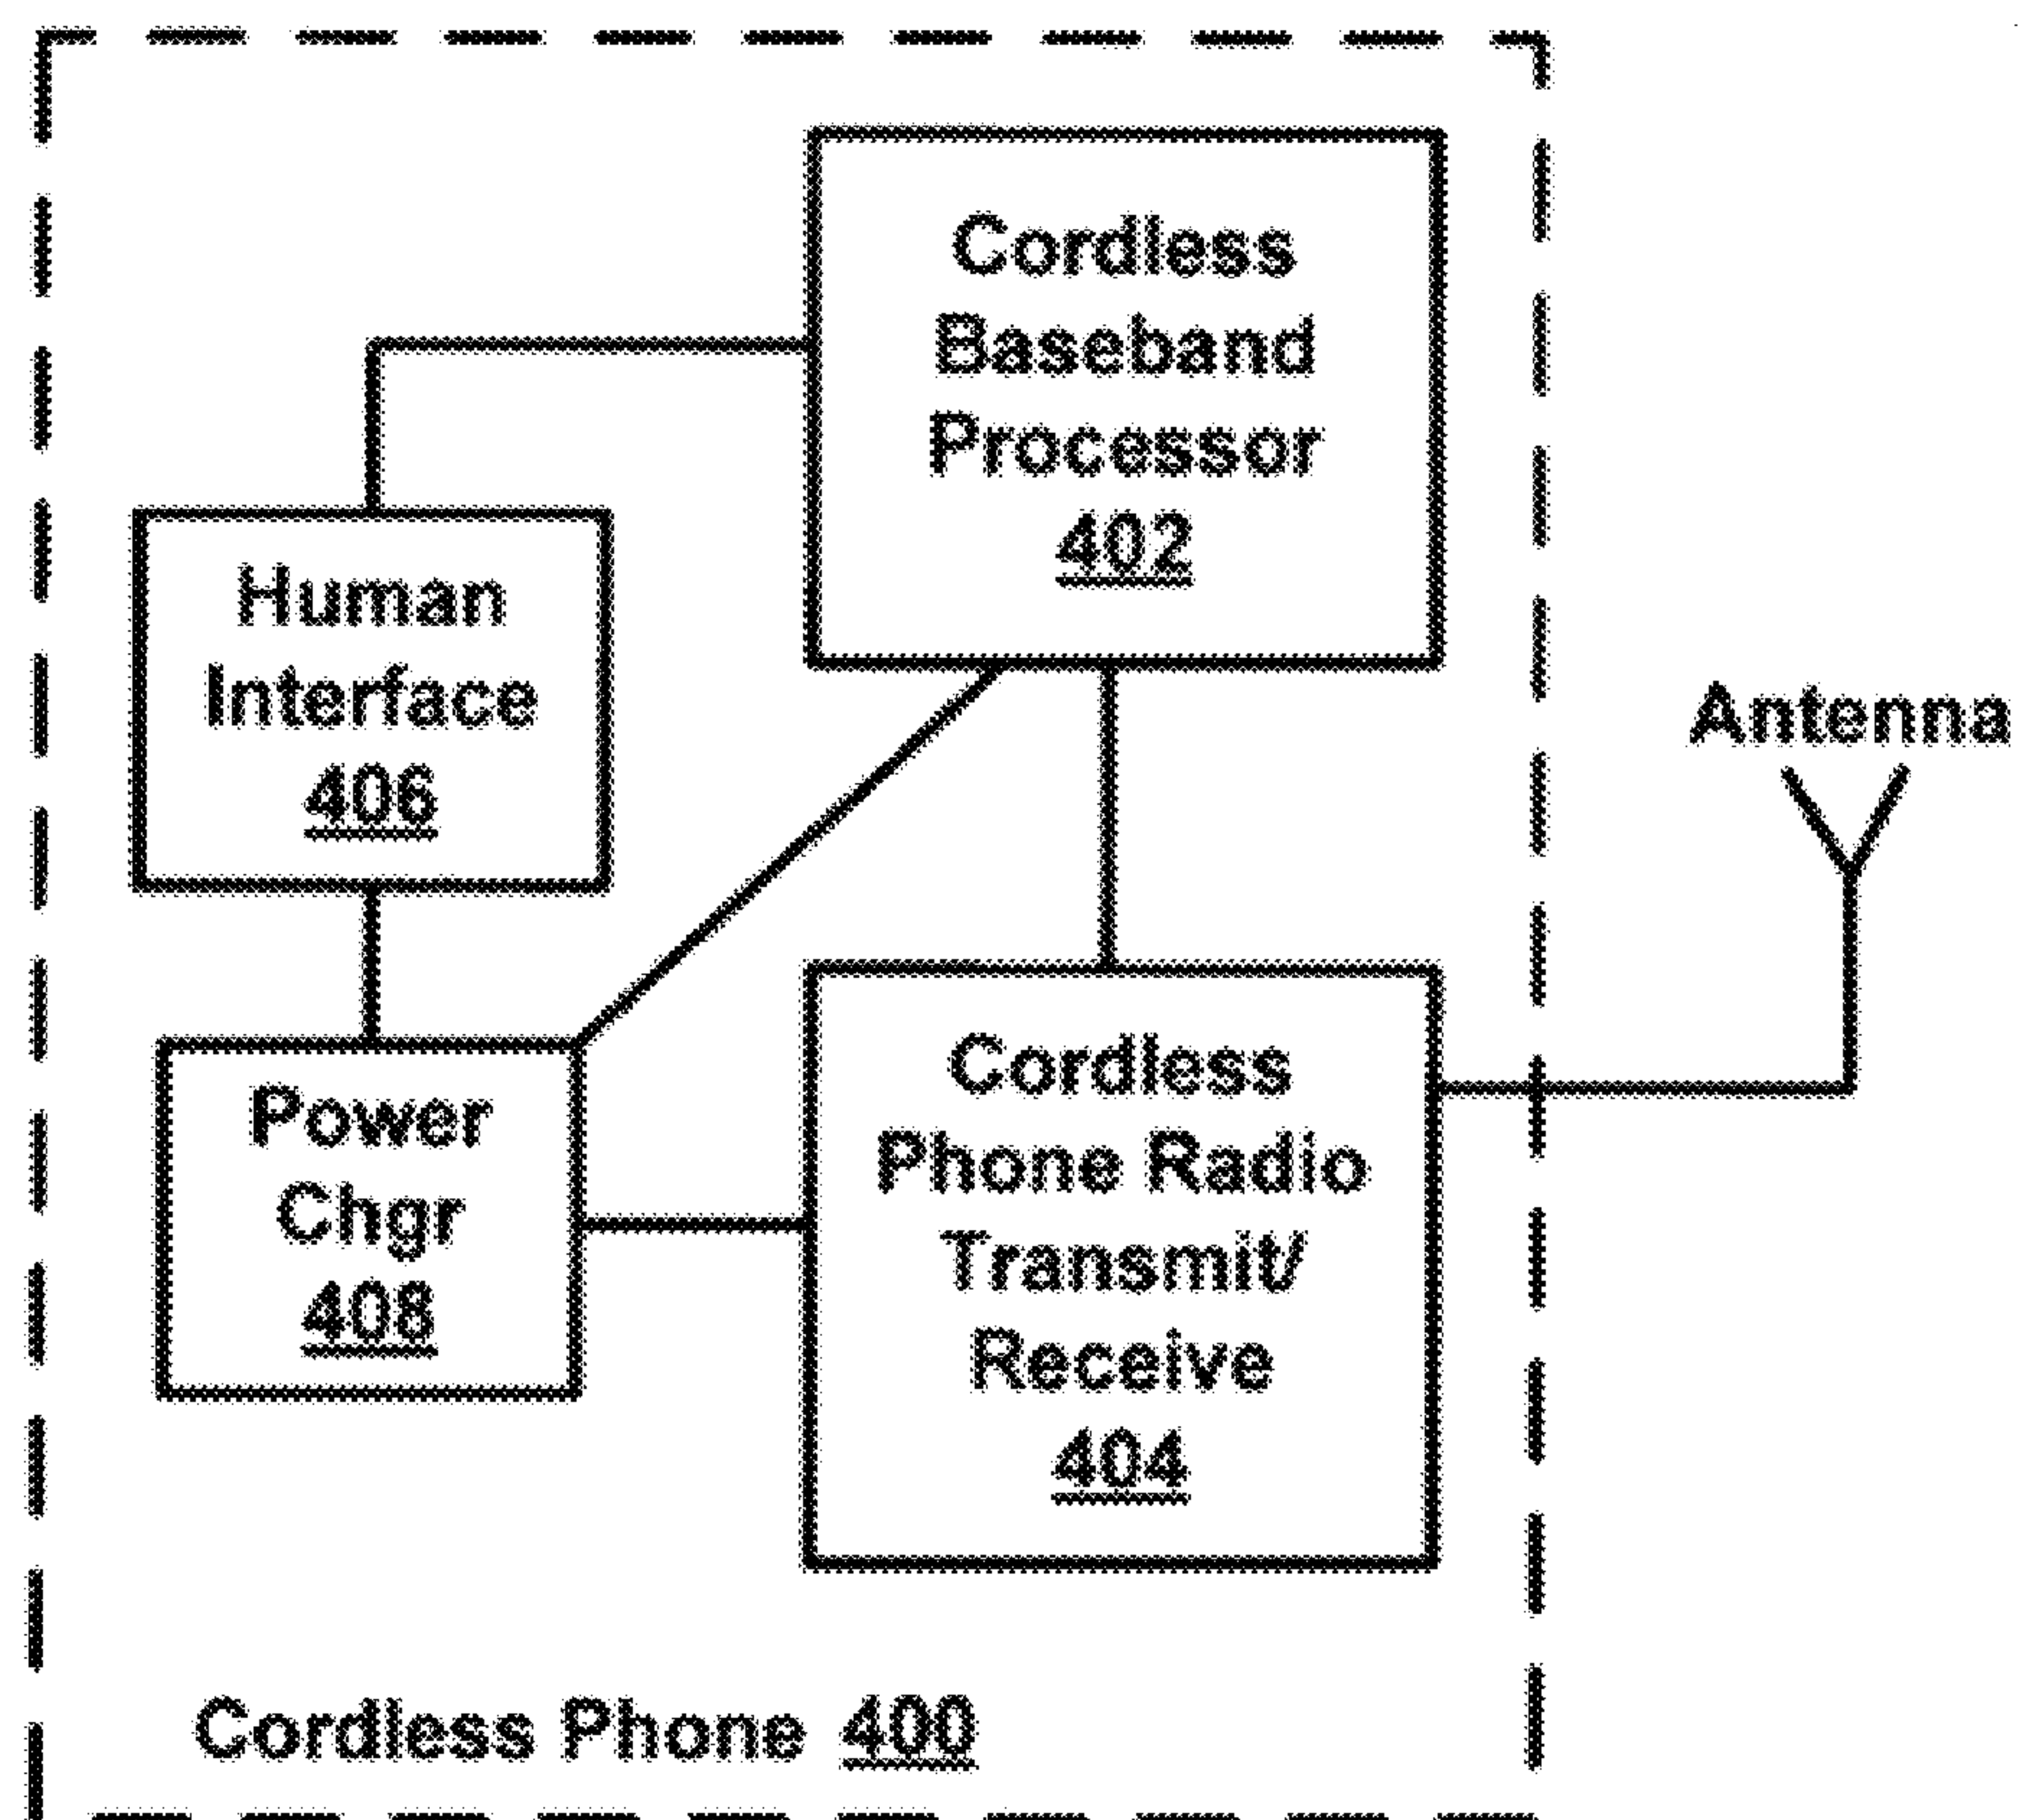 Cordless
Baseband
Processor
402
Human
Interface
406
Antenna
Power
Chgr
408
Cordless
Phone Radio
Transmit/
Receive
404
Cordless Phone 400